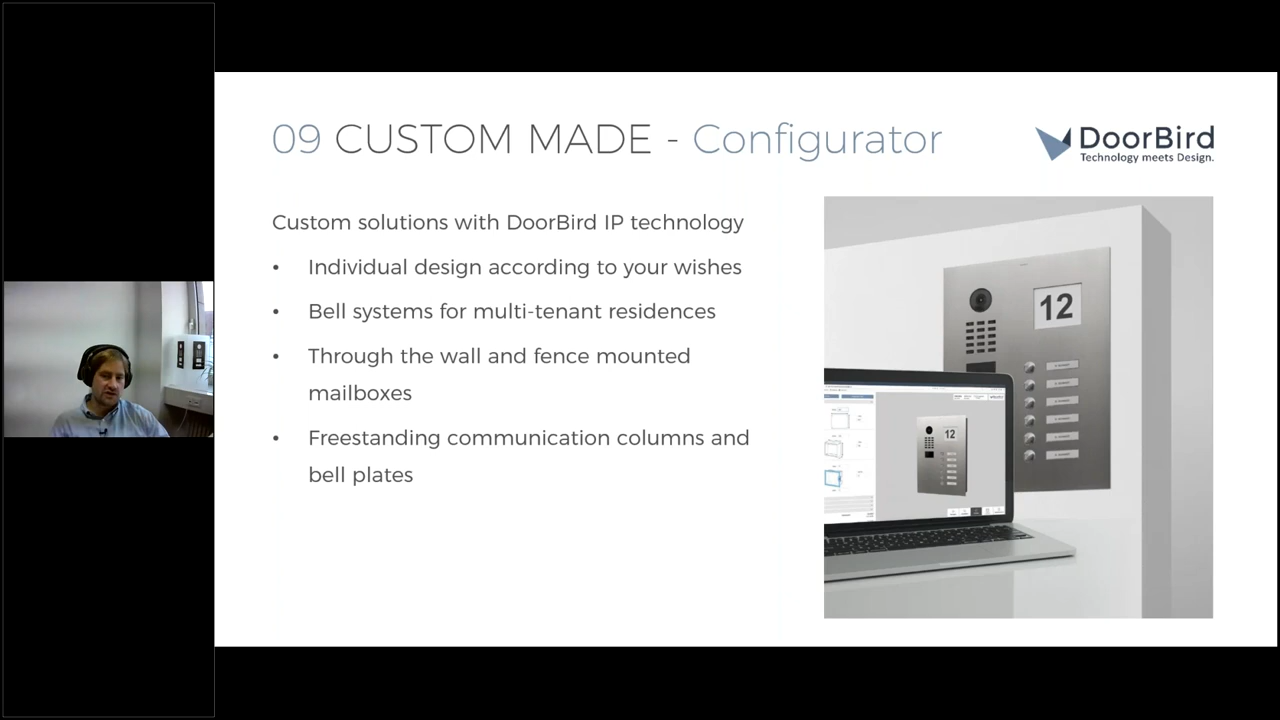 09 CUSTOM MADE - Configurator
DoorBird
Technology meets Design.
Custom solutions with DoorBird IP technology
• Individual design according to your wishes
• Bell systems for multi-tenant residences
• Through the wall and fence mounted
mailboxes
• Freestanding communication columns and
bell plates
12
12